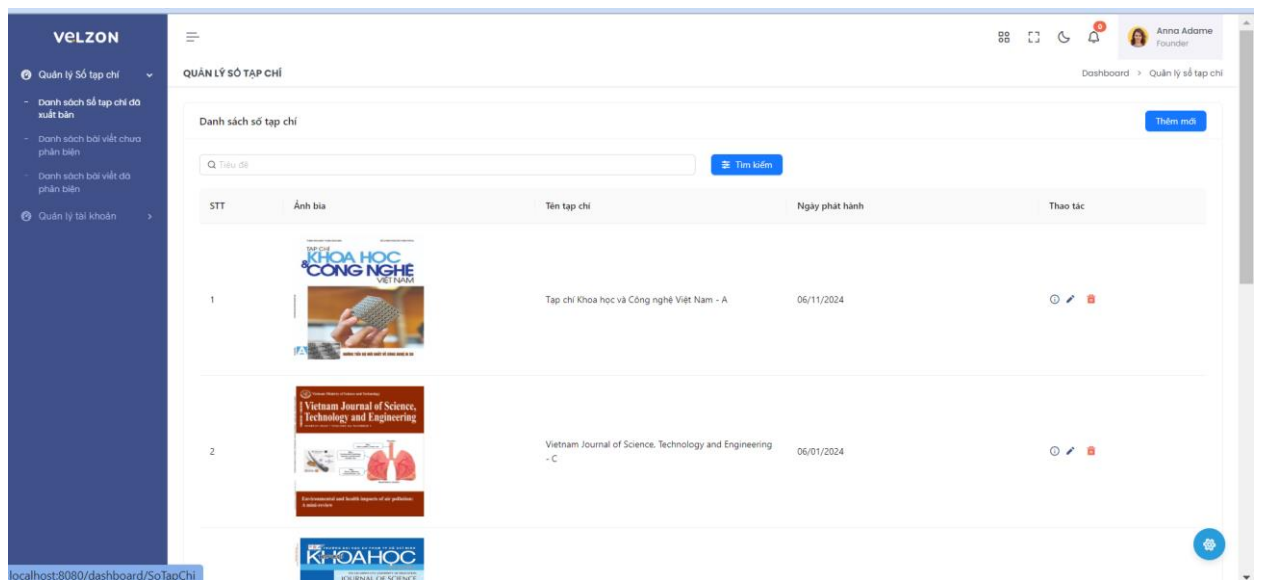 VELZON
0
Anna Adame
Founder
Quản lý Số tạp chí
QUẢN LÝ SỐ TẠP CHÍ
Dashboard > Quản lý số tạp chí
- Danh sách Số tạp chí đã
xuất bản
- Danh sách bài viết chưa
phản biện
- Danh sách bài viết đã
phản biện
Quản lý tài khoản >
Danh sách số tạp chí
Thêm mới
Tiêu đề
Tìm kiếm
STT
Ảnh bìa
Tên tạp chí
Ngày phát hành
Thao tác
1
TẠP CHÍ
KHOA HỌC
&CÔNG NGHỆ
VIỆT NAM
A
Tạp chí Khoa học và Công nghệ Việt Nam - A
06/11/2024
2
Vietnam Journal of Science,
Technology and Engineering
Environmental and health impacts of air pollution:
A mini-review
Vietnam Journal of Science, Technology and Engineering
- C
06/01/2024
KHOA HỌC
JOURNAL OF SCIENCE
localhost:8080/dashboard/SoTapChi